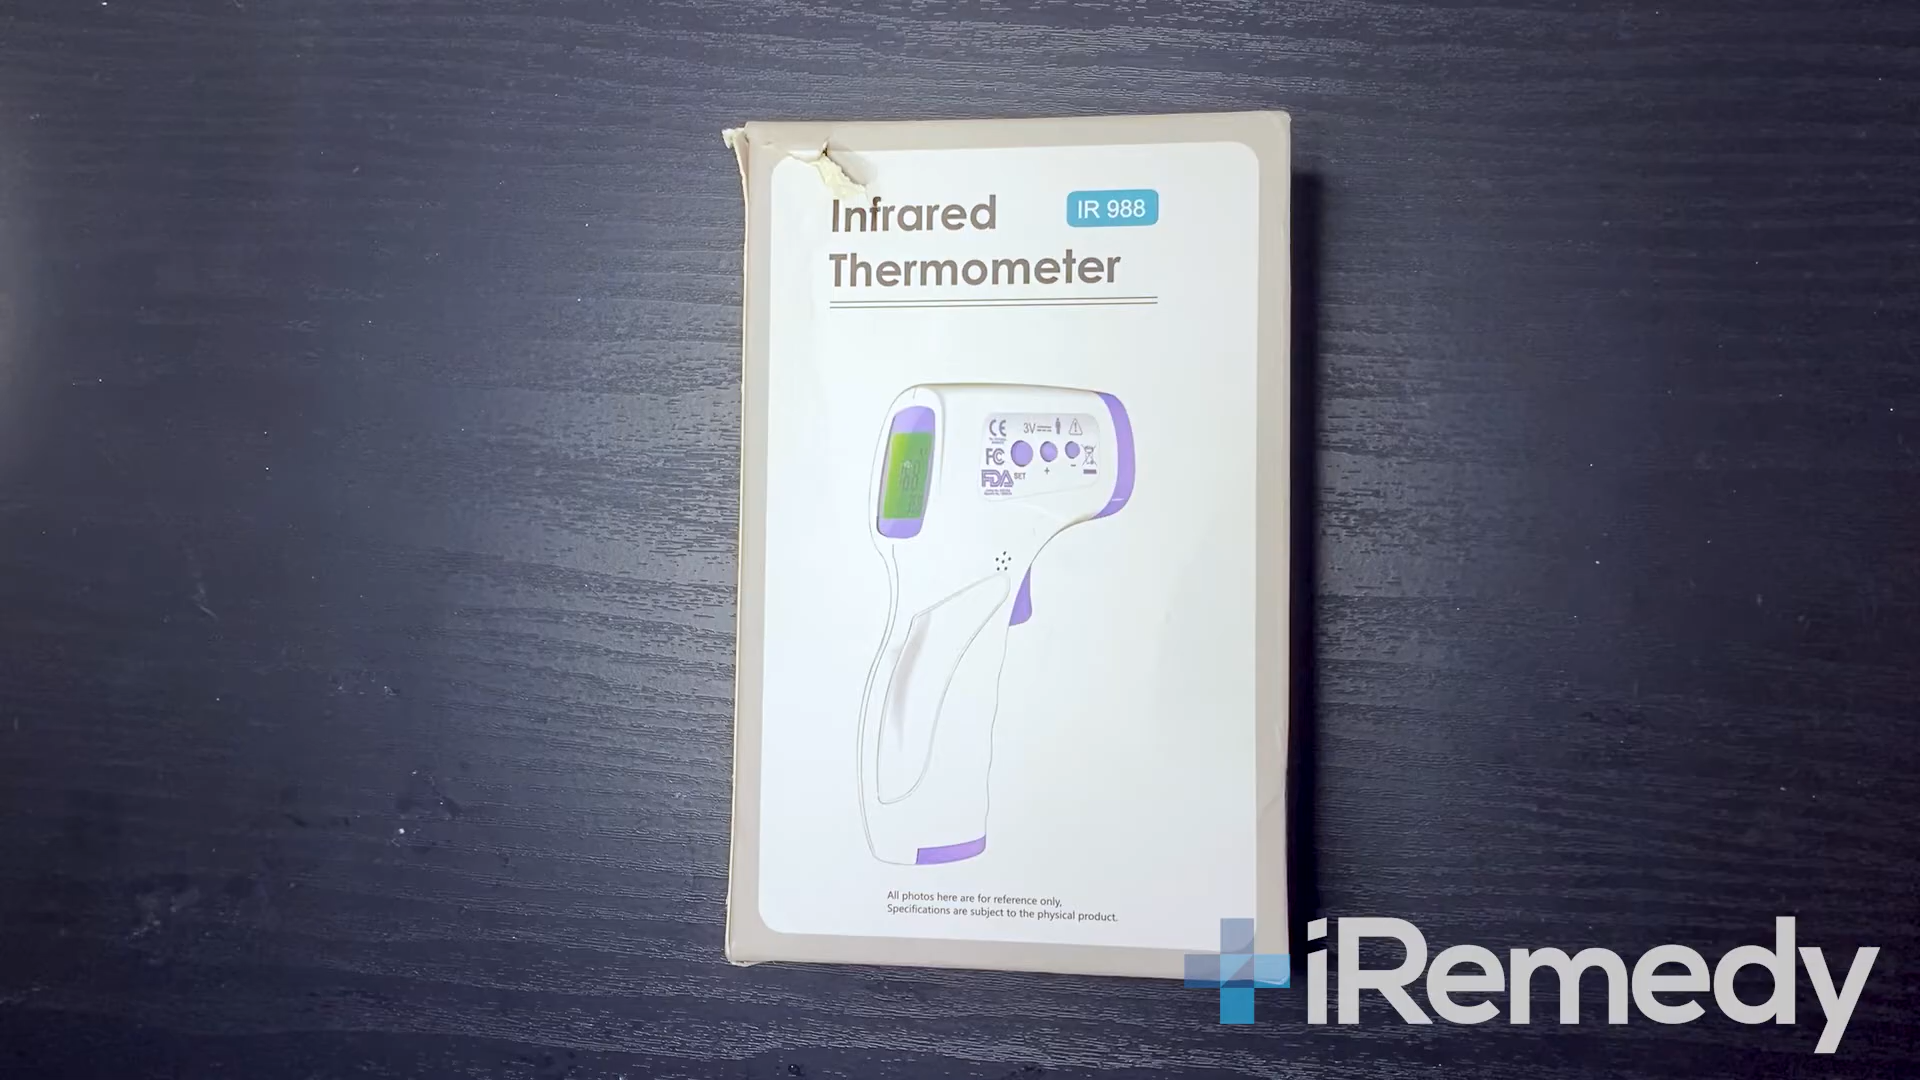 Infrared
IR 988
Thermometer
CE
3V
FC
FDA
SET
+
-
All photos here are for reference only,
Specifications are subject to the physical product.
iRemedy